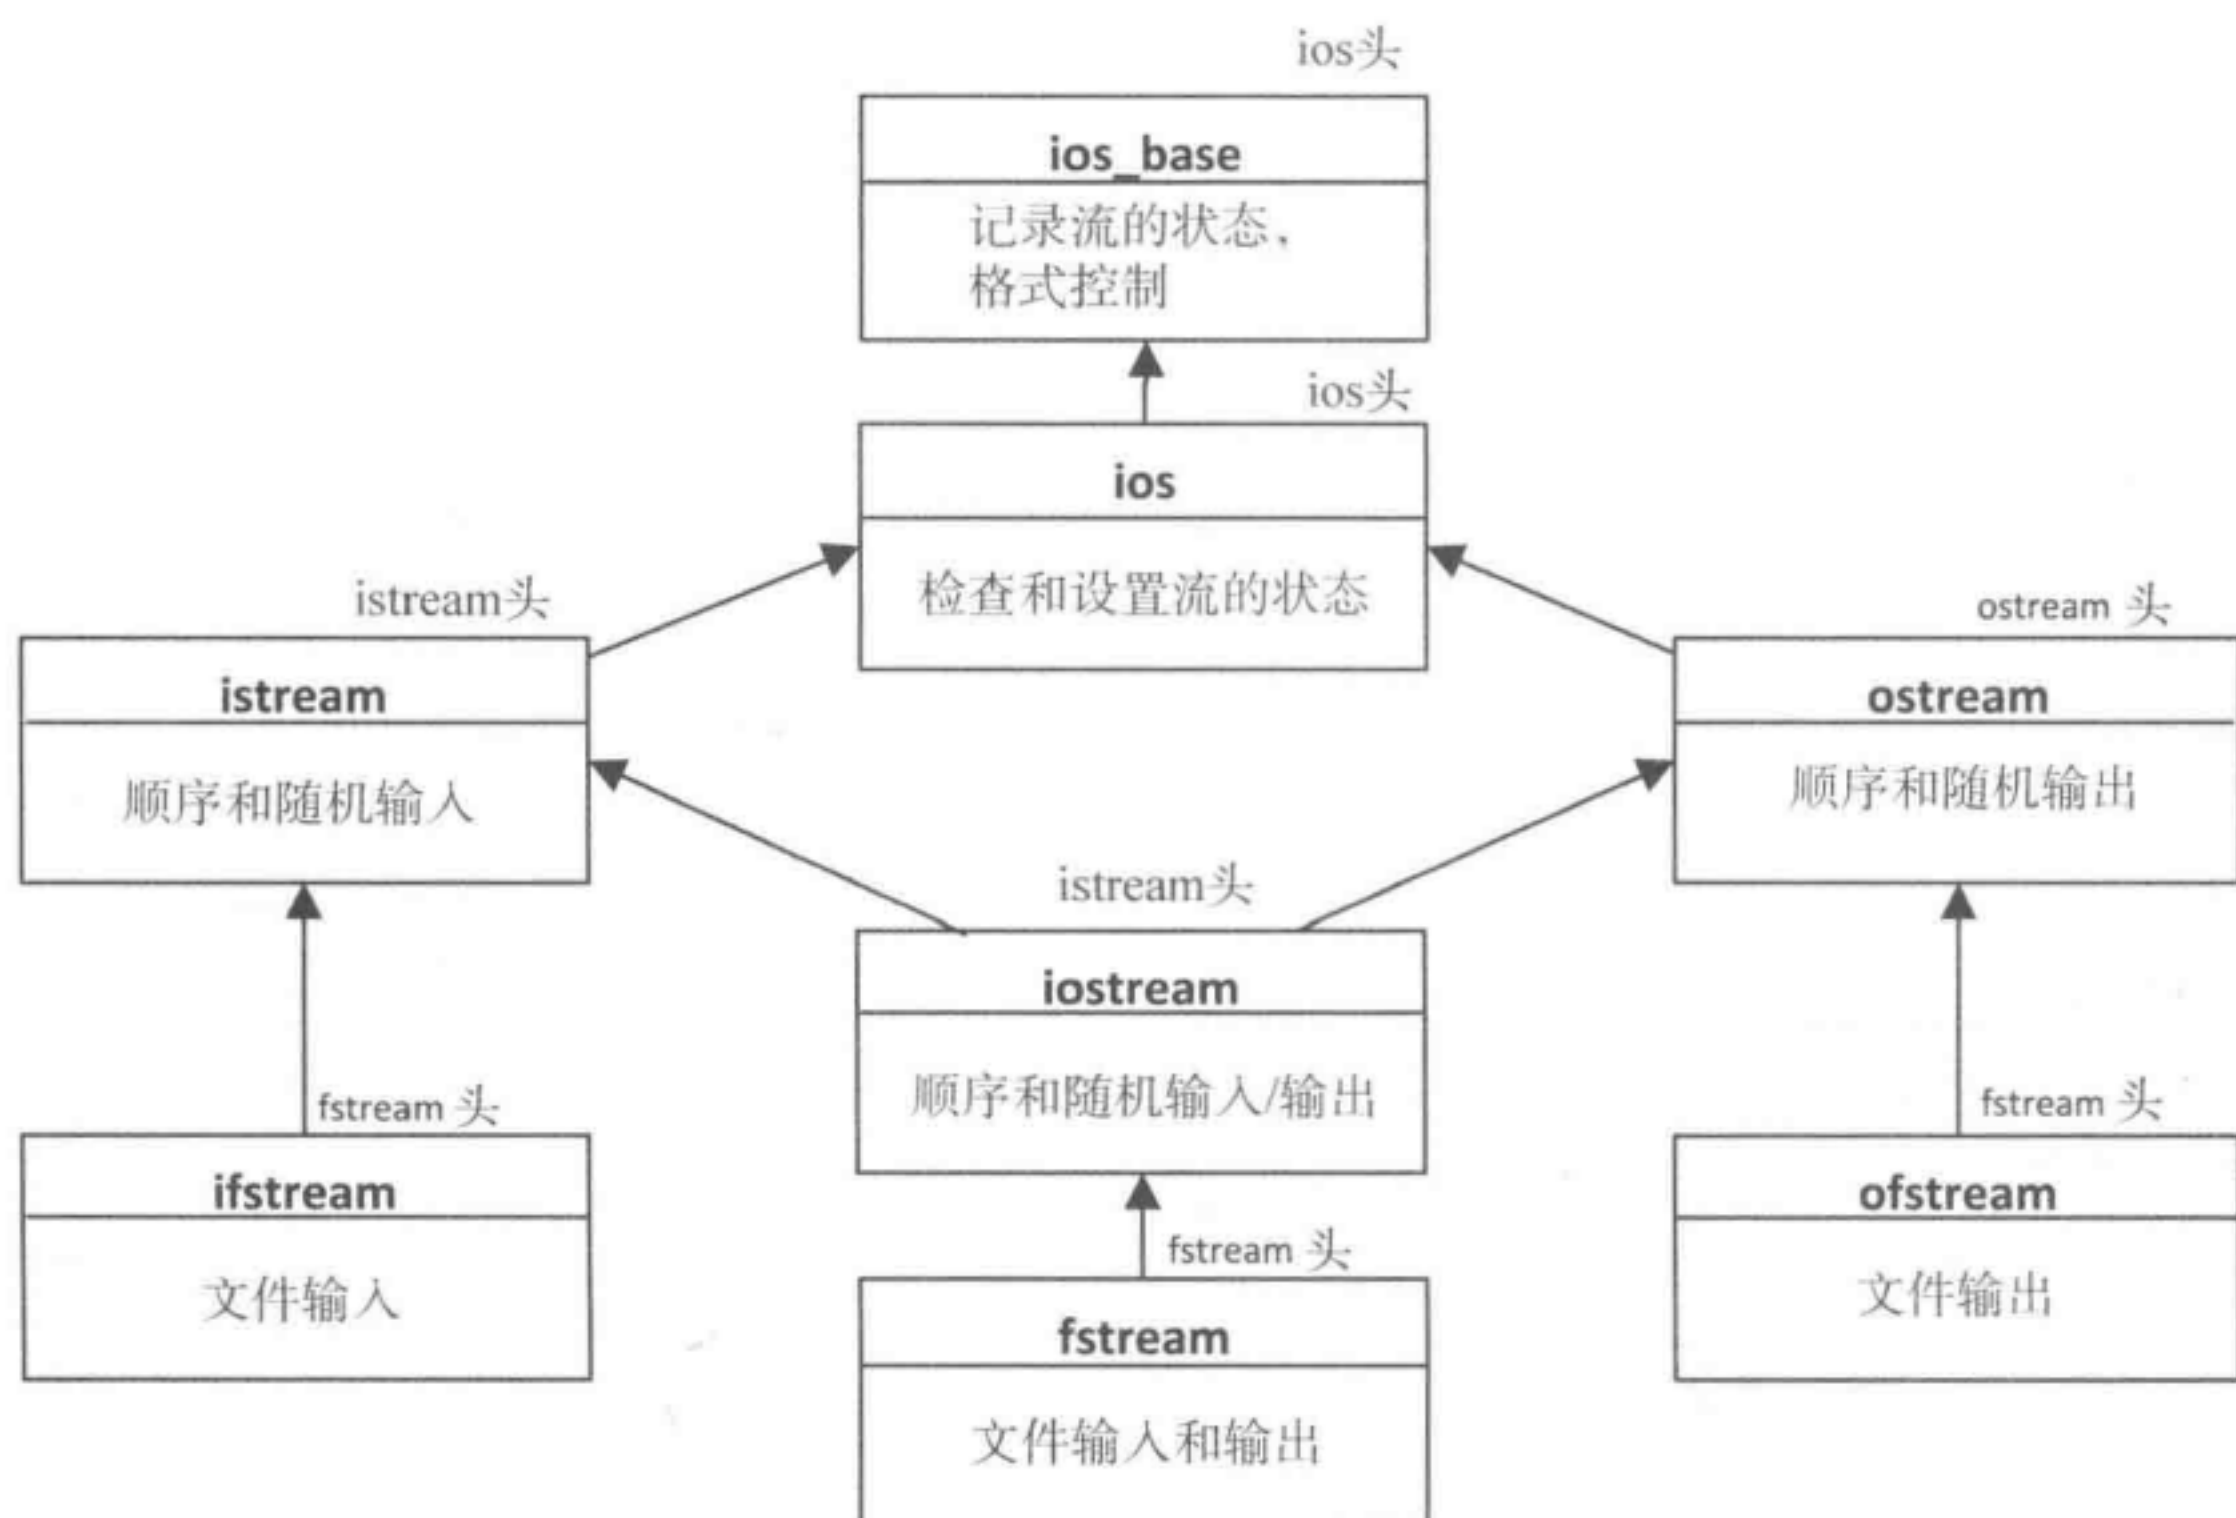 ios头
ios_base
记录流的状态,
格式控制
ios头
ios
检查和设置流的状态
istream头
istream
顺序和随机输入
ostream 头
ostream
顺序和随机输出
istream头
iostream
顺序和随机输入/输出
fstream 头
ifstream
文件输入
fstream 头
fstream
文件输入和输出
fstream 头
ofstream
文件输出